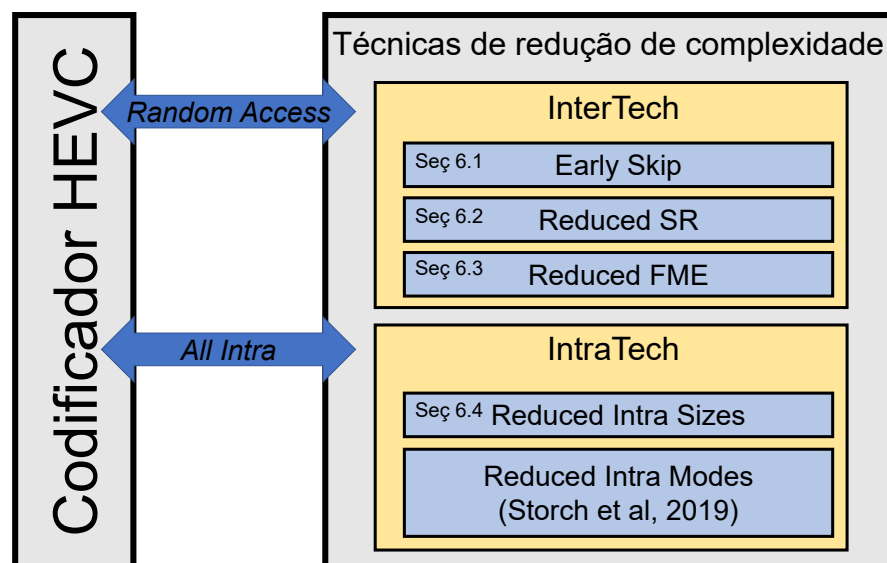 Codificador HEVC
Técnicas de redução de complexidade
Random Access
InterTech
Seç 6.1 Early Skip
Seç 6.2 Reduced SR
Seç 6.3 Reduced FME
All Intra
IntraTech
Seç 6.4 Reduced Intra Sizes
Reduced Intra Modes
(Storch et al, 2019)